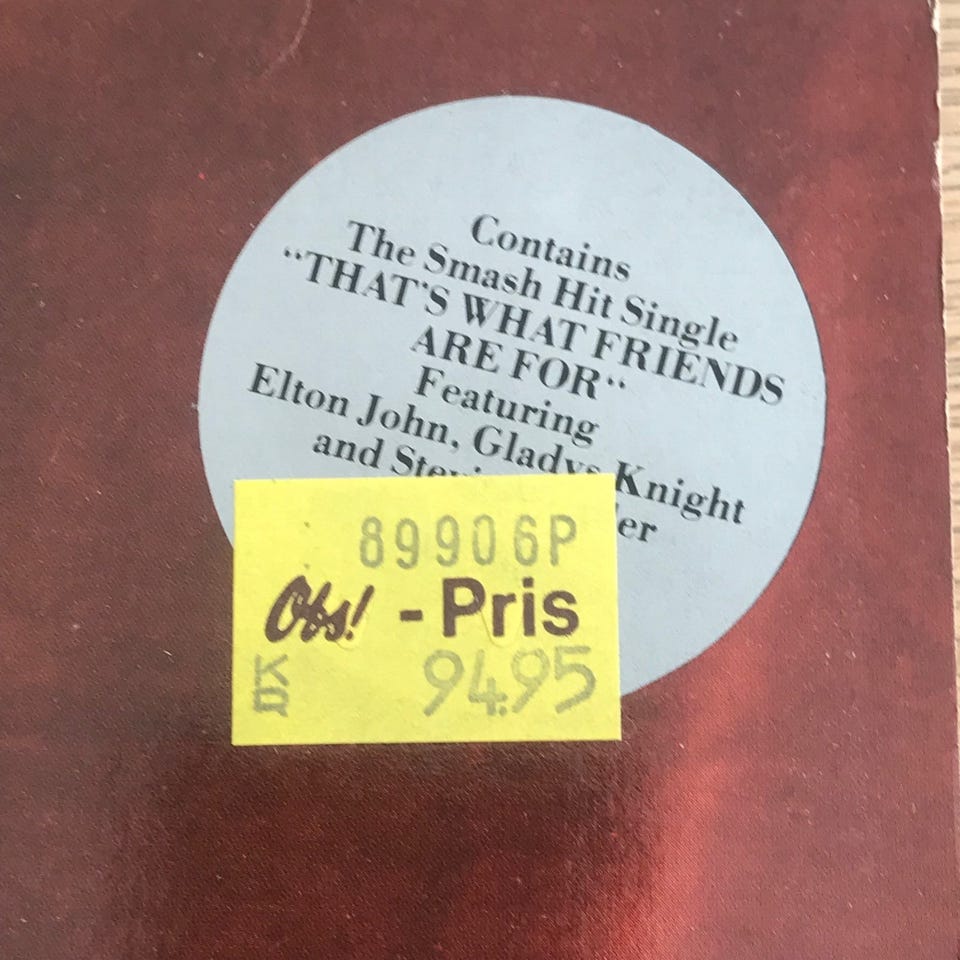 Contains
The Smash Hit Single
"THAT'S WHAT FRIENDS
ARE FOR"
Featuring
Elton John, Gladys Knight
and
89906P
Obs! - Pris
KR 94.95